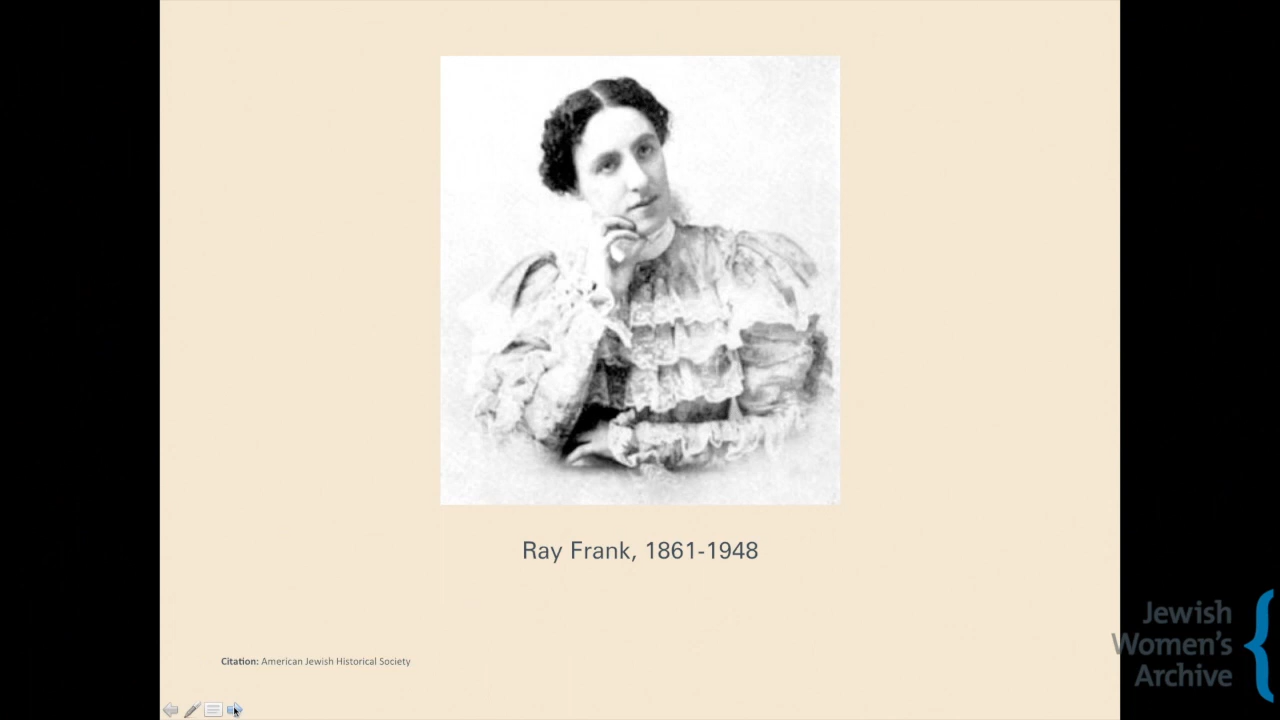 Ray Frank, 1861-1948
Citation: American Jewish Historical Society
Jewish
Women's
Archive